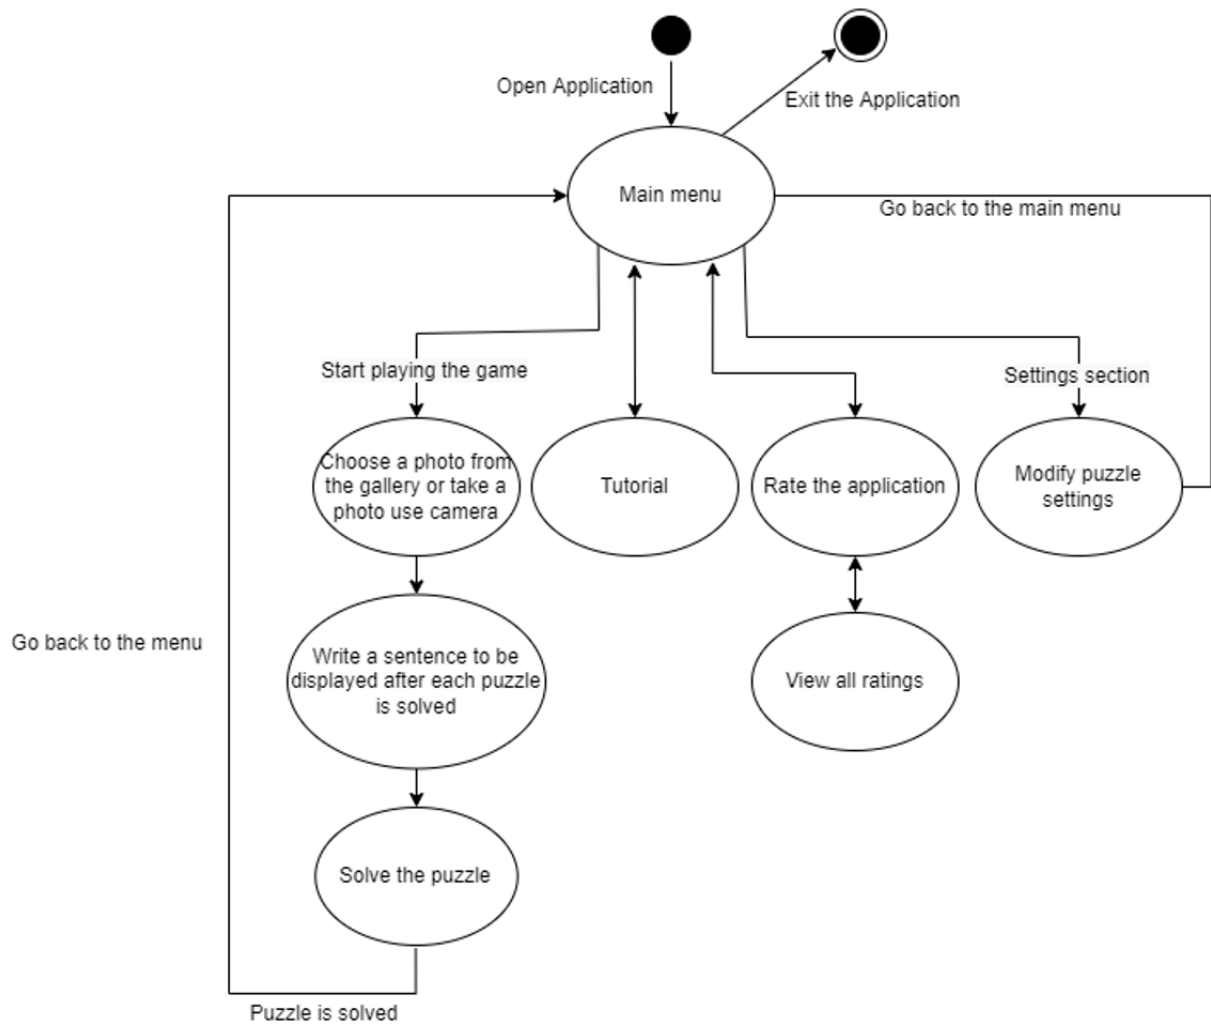 Open Application
Exit the Application
Main menu
Go back to the main menu
Start playing the game
Settings section
Choose a photo from
the gallery or take a
photo use camera
Tutorial
Rate the application
Modify puzzle
settings
Go back to the menu
Write a sentence to be
displayed after each puzzle
is solved
View all ratings
Solve the puzzle
Puzzle is solved